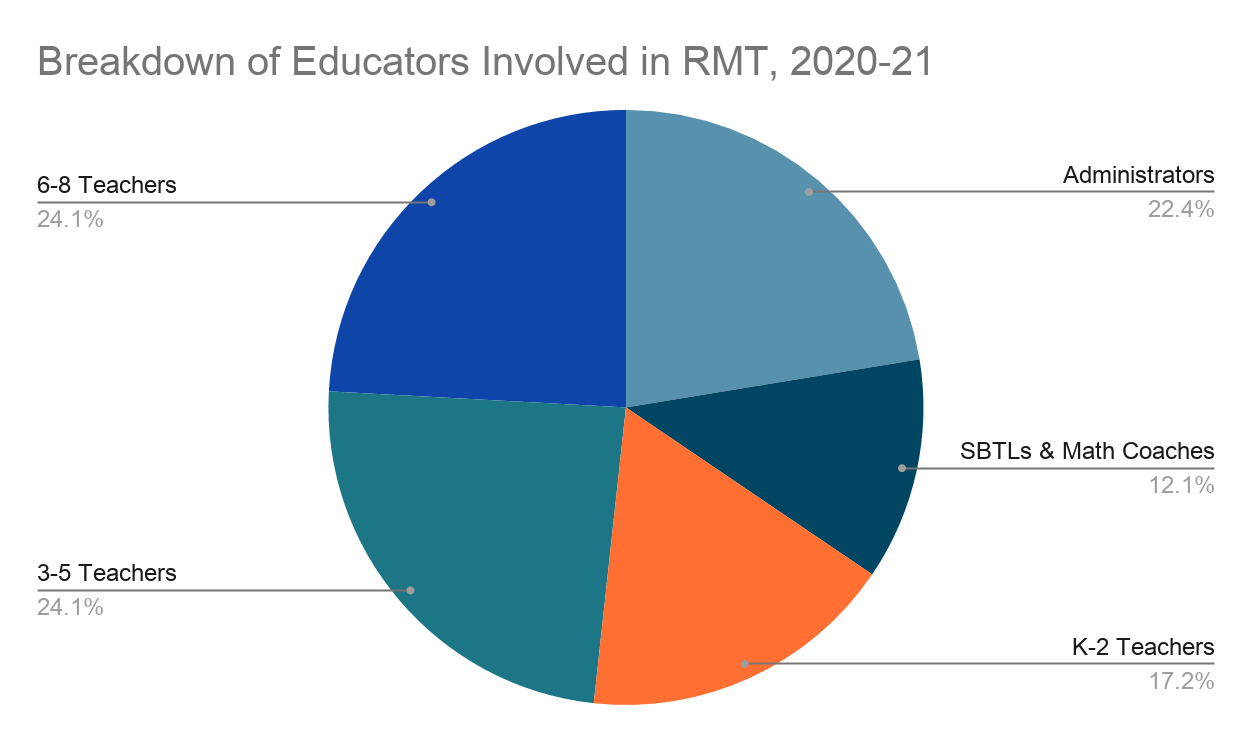 Breakdown of Educators Involved in RMT, 2020-21
6-8 Teachers
24.1%
Administrators
22.4%
SBTLs & Math Coaches
12.1%
3-5 Teachers
24.1%
K-2 Teachers
17.2%